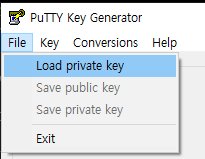 PuTTY Key Generator
File Key Conversions Help
Load private key
Save public key
Save private key
Exit